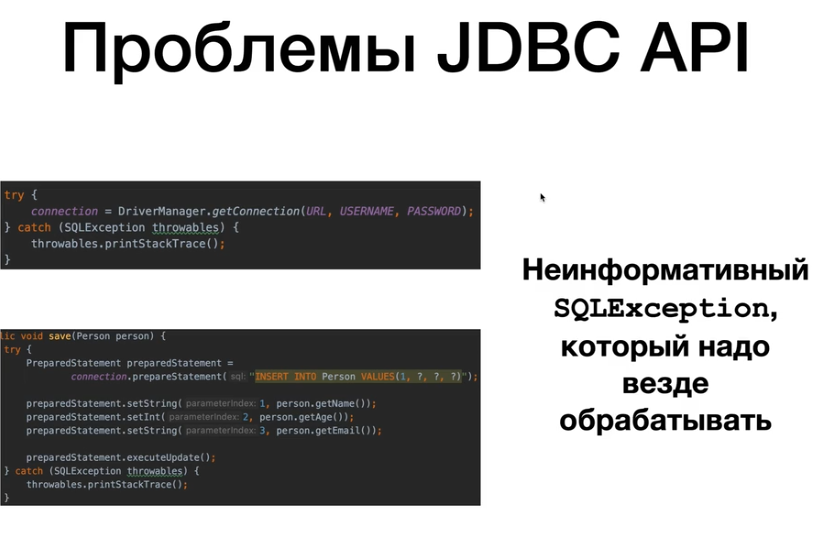 Проблемы JDBC API
try {
connection = DriverManager.getConnection(URL, USERNAME, PASSWORD);
} catch (SQLException throwables) {
throwables.printStackTrace();
}
Неинформативный
SQLException,
который надо
везде
обрабатывать
lic void save(Person person) {
try {
PreparedStatement preparedStatement =
connection.prepareStatement( sql: "INSERT INTO Person VALUES(1, ?, ?, ?)");
preparedStatement.setString( parameterIndex: 1, person.getName());
preparedStatement.setInt( parameterIndex: 2, person.getAge());
preparedStatement.setString( parameterIndex: 3, person.getEmail());
preparedStatement.executeUpdate();
} catch (SQLException throwables) {
throwables.printStackTrace();
}